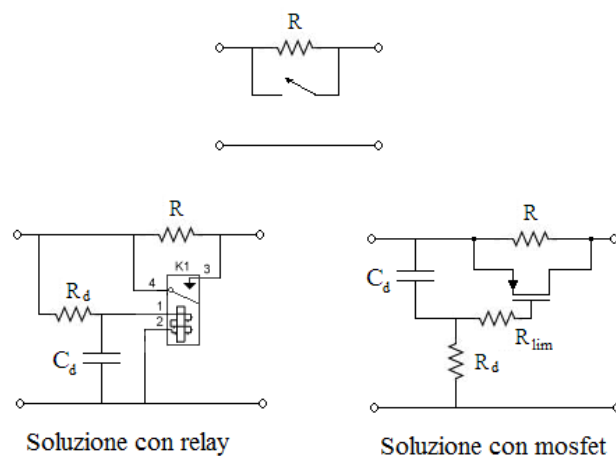 R
R
K1
3
4
R_d
1
2
C_d
R
C_d
R_lim
R_d
Soluzione con relay
Soluzione con mosfet